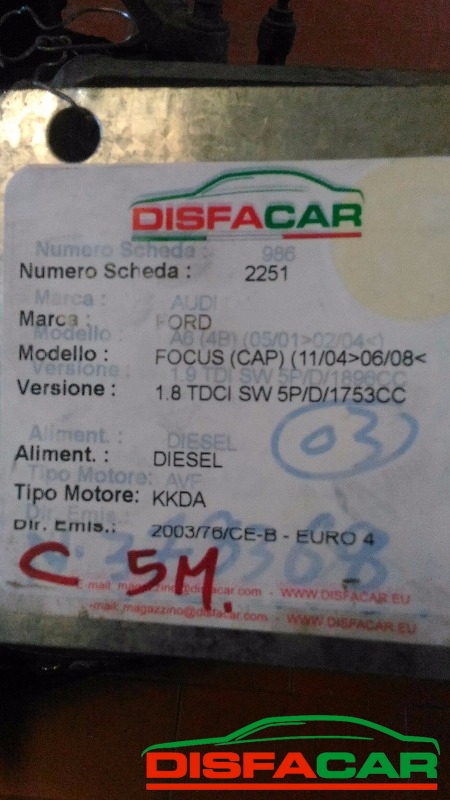 DISFACAR
Numero Scheda : 986
Numero Scheda : 2251
Marca : AUDI
Marca : FORD
Modello : A6 (4B) (05/01>02/04<)
Modello : FOCUS (CAP) (11/04>06/08<
Versione : 1.9 TDI SW 5P/D/1896CC
Versione : 1.8 TDCI SW 5P/D/1753CC
03
Aliment. : DIESEL
Aliment. : DIESEL
Tipo Motore: AVF
Tipo Motore: KKDA
Dir. Emis.:
Dir. Emis.: 2003/76/CE-B - EURO 4
C 5M.
E-mail: magazzino@disfacar.com - WWW.DISFACAR.EU
E-mail: magazzino@disfacar.com - WWW.DISFACAR.EU
DISFACAR